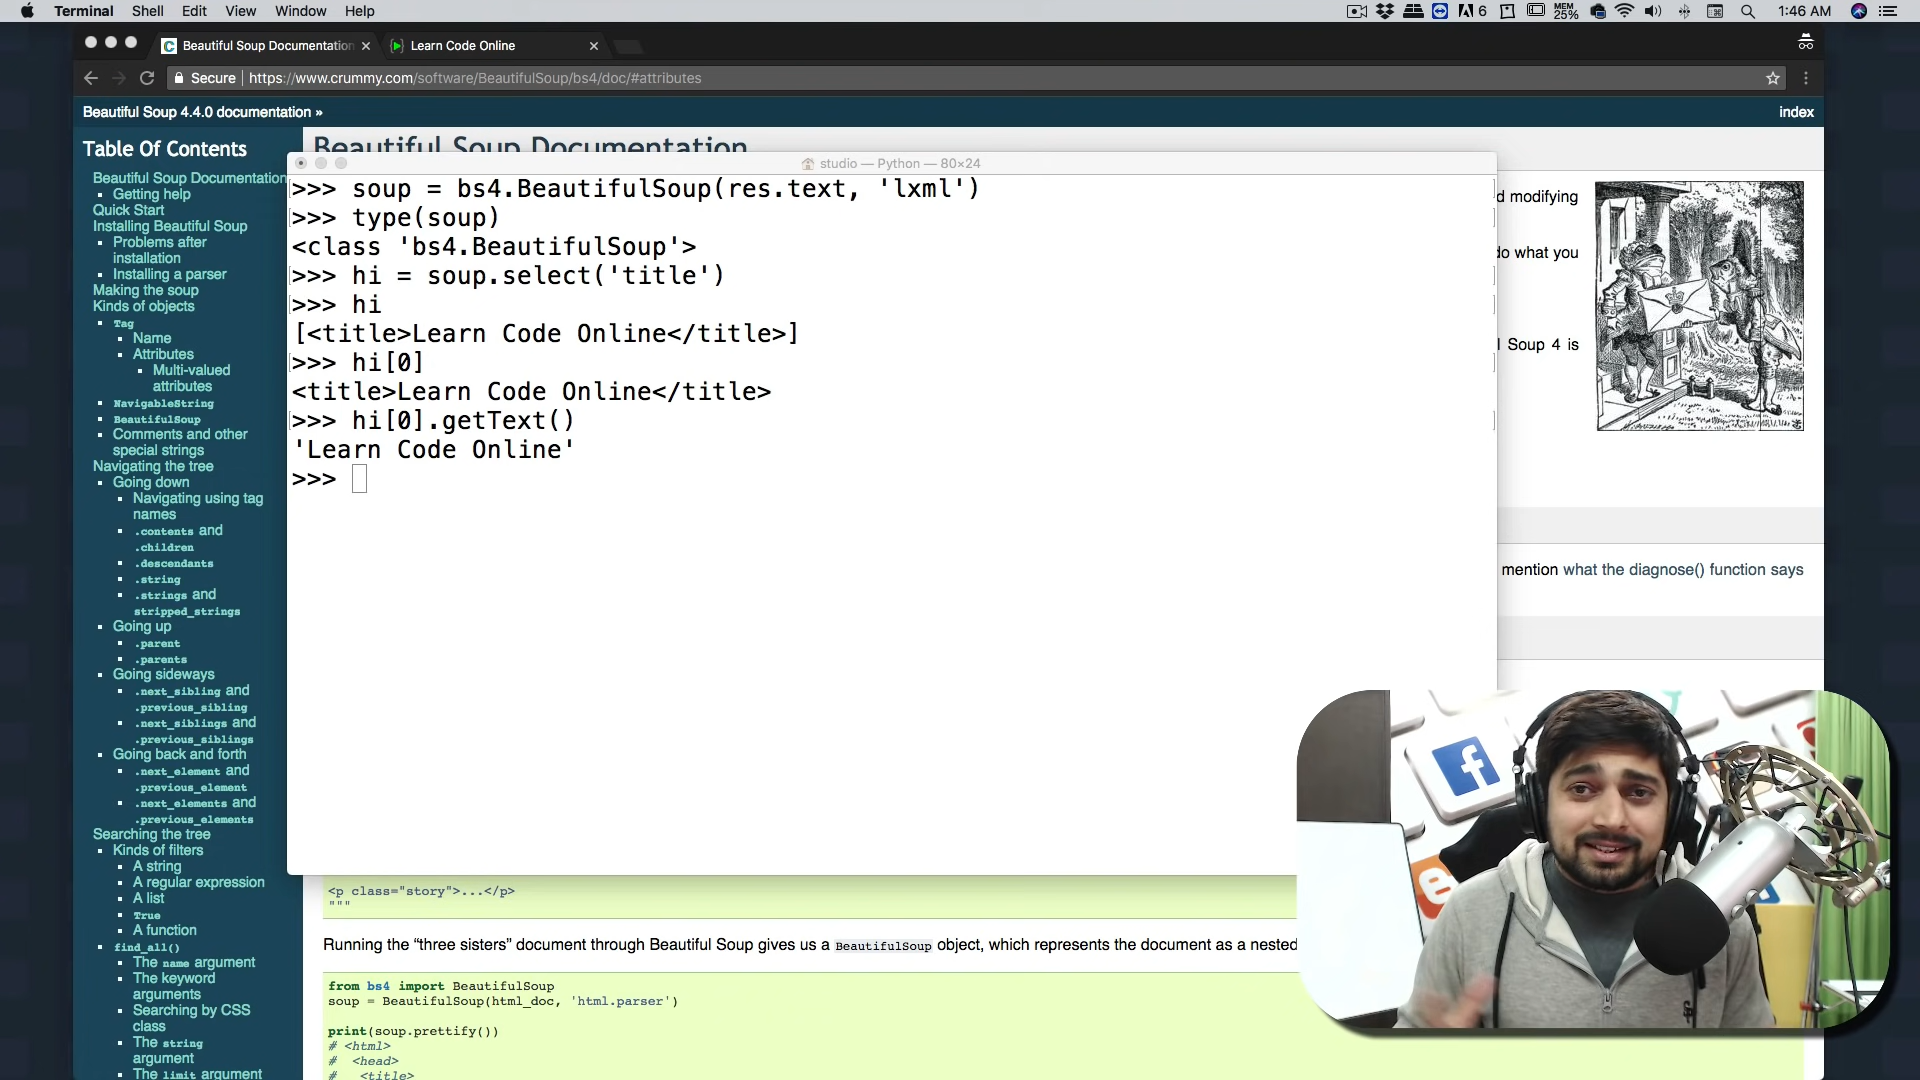 Terminal Shell Edit View Window Help
6 MEM 25% 1:46 AM
Beautiful Soup Documentation × Learn Code Online ×
Secure | https://www.crummy.com/software/BeautifulSoup/bs4/doc/#attributes
Beautiful Soup 4.4.0 documentation » index
Table Of Contents
Beautiful Soup Documentation
Getting help
Quick Start
Installing Beautiful Soup
Problems after
installation
Installing a parser
Making the soup
Kinds of objects
Tag
Name
Attributes
Multi-valued
attributes
NavigableString
BeautifulSoup
Comments and other
special strings
Navigating the tree
Going down
Navigating using tag
names
.contents and
.children
.descendants
.string
.strings and
stripped_strings
Going up
.parent
.parents
Going sideways
.next_sibling and
.previous_sibling
.next_siblings and
.previous_siblings
Going back and forth
.next_element and
.previous_element
.next_elements and
.previous_elements
Searching the tree
Kinds of filters
A string
A regular expression
A list
True
A function
find_all()
The name argument
The keyword
arguments
Searching by CSS
class
The string
argument
The limit argument
Beautiful Soup Documentation
studio — Python — 80×24
>>> soup = bs4.BeautifulSoup(res.text, 'lxml')
>>> type(soup)
<class 'bs4.BeautifulSoup'>
>>> hi = soup.select('title')
>>> hi
[<title>Learn Code Online</title>]
>>> hi[0]
<title>Learn Code Online</title>
>>> hi[0].getText()
'Learn Code Online'
>>>
d modifying
do what you
l Soup 4 is
mention what the diagnose() function says
<p class="story">...</p>
"""
Running the “three sisters” document through Beautiful Soup gives us a BeautifulSoup object, which represents the document as a nested
from bs4 import BeautifulSoup
soup = BeautifulSoup(html_doc, 'html.parser')
print(soup.prettify())
# <html>
# <head>
# <title>